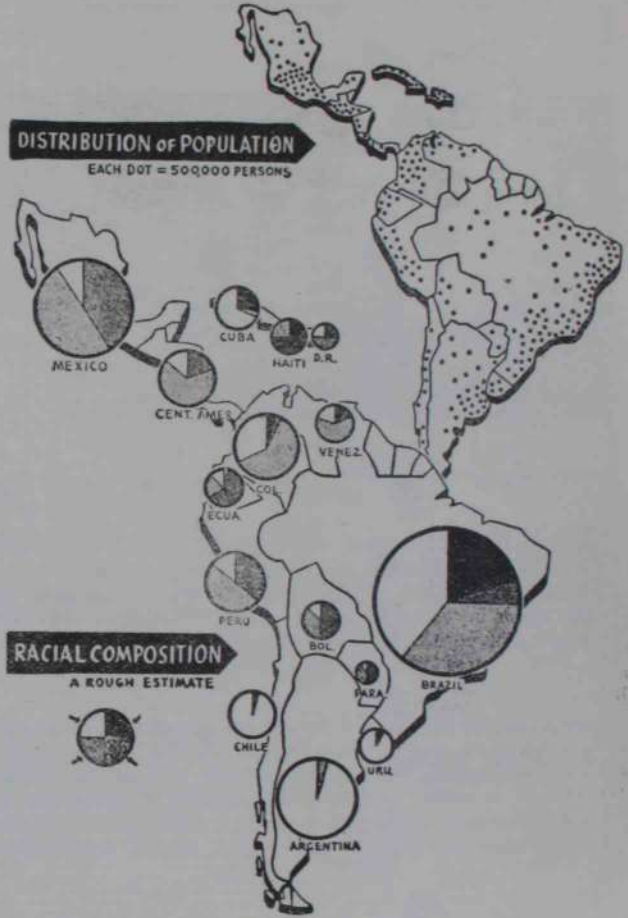 DISTRIBUTION OF POPULATION
EACH DOT = 500,000 PERSONS
MEXICO
CUBA
HAITI
D.R.
CENT. AMER.
VENEZ.
COL.
ECUA.
PERU
BOL.
BRAZIL
PARA.
RACIAL COMPOSITION
A ROUGH ESTIMATE
CHILE
URU.
ARGENTINA